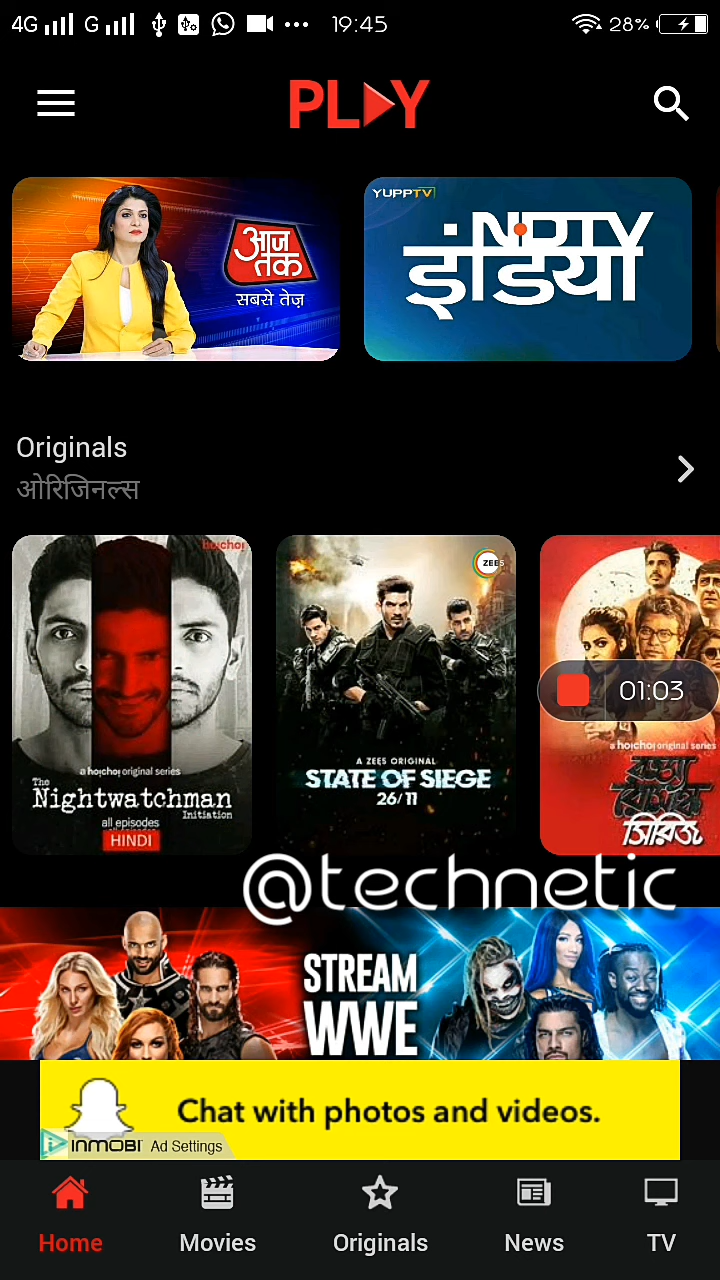 4G G 19:45 28%
PLAY
आज
तक
सबसे तेज़
YUPPTV
NDTV
इंडिया
Originals
ओरिजिनल्स
hoichoi
ZEE5
01:03
a hoichoi original series
The
Nightwatchman
Initiation
all episodes
HINDI
A ZEE5 ORIGINAL
STATE OF SIEGE
26/11
a hoichoi original series
রহস্য
রোমাঞ্চ
সিরিজ
@technetic
STREAM
WWE
Chat with photos and videos.
INMOBI Ad Settings
Home Movies Originals News TV